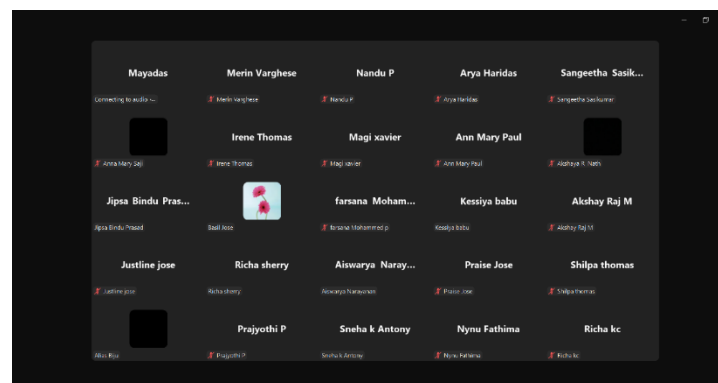 Mayadas Merin Varghese Nandu P Arya Haridas Sangeetha Sasik...
Connecting to audio ... Merin Varghese Nandu P Arya Haridas Sangeetha Sasikumar
Irene Thomas Magi xavier Ann Mary Paul
Anna Mary Saji Irene Thomas Magi xavier Ann Mary Paul Akshaya R Nath
Jipsa Bindu Pras... farsana Moham... Kessiya babu Akshay Raj M
Jipsa Bindu Prasad Basil Jose farsana Mohammed p Kessiya babu Akshay Raj M
Justline jose Richa sherry Aiswarya Naray... Praise Jose Shilpa thomas
Justline jose Richa sherry Aiswarya Narayanan Praise Jose Shilpa thomas
Prajyothi P Sneha k Antony Nynu Fathima Richa kc
Alias Biju Prajyothi P Sneha k Antony Nynu Fathima Richa kc